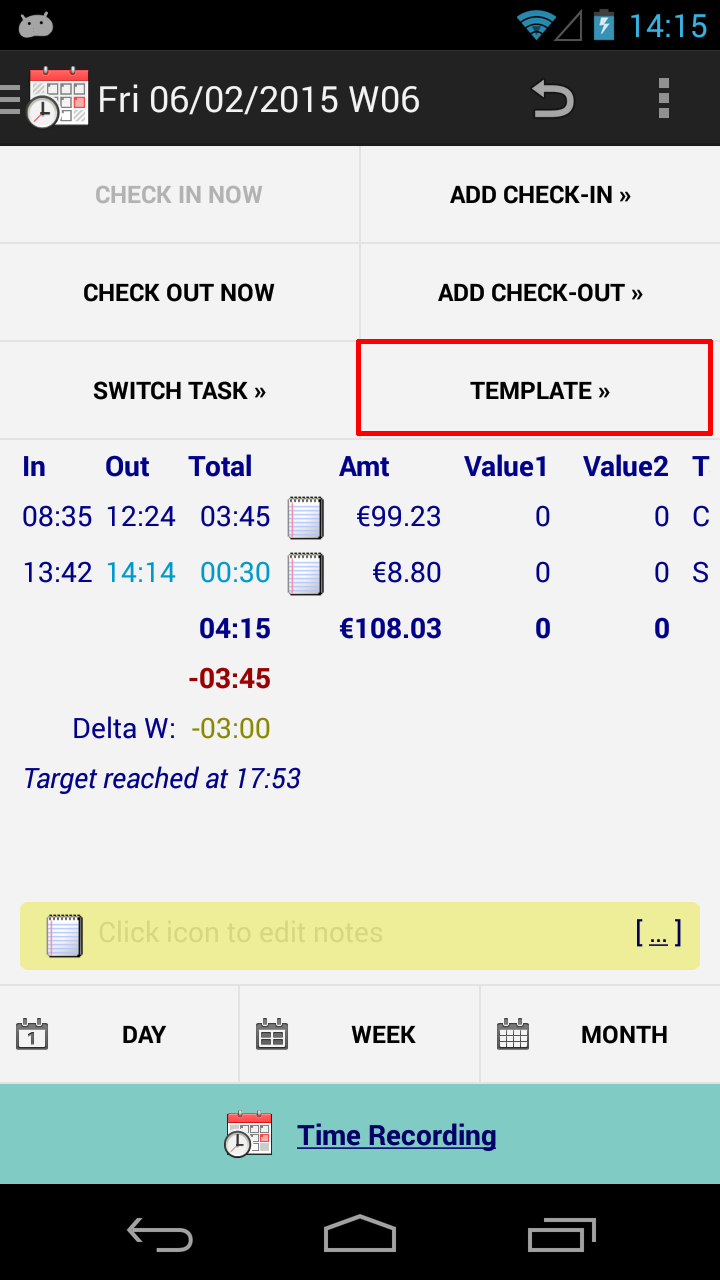 14:15
Fri 06/02/2015 W06
CHECK IN NOW ADD CHECK-IN »
CHECK OUT NOW ADD CHECK-OUT »
SWITCH TASK » TEMPLATE »
In Out Total Amt Value1 Value2 T
08:35 12:24 03:45 €99.23 0 0 C
13:42 14:14 00:30 €8.80 0 0 S
04:15 €108.03 0 0
-03:45
Delta W: -03:00
Target reached at 17:53
Click icon to edit notes [ ... ]
1 DAY WEEK MONTH
Time Recording